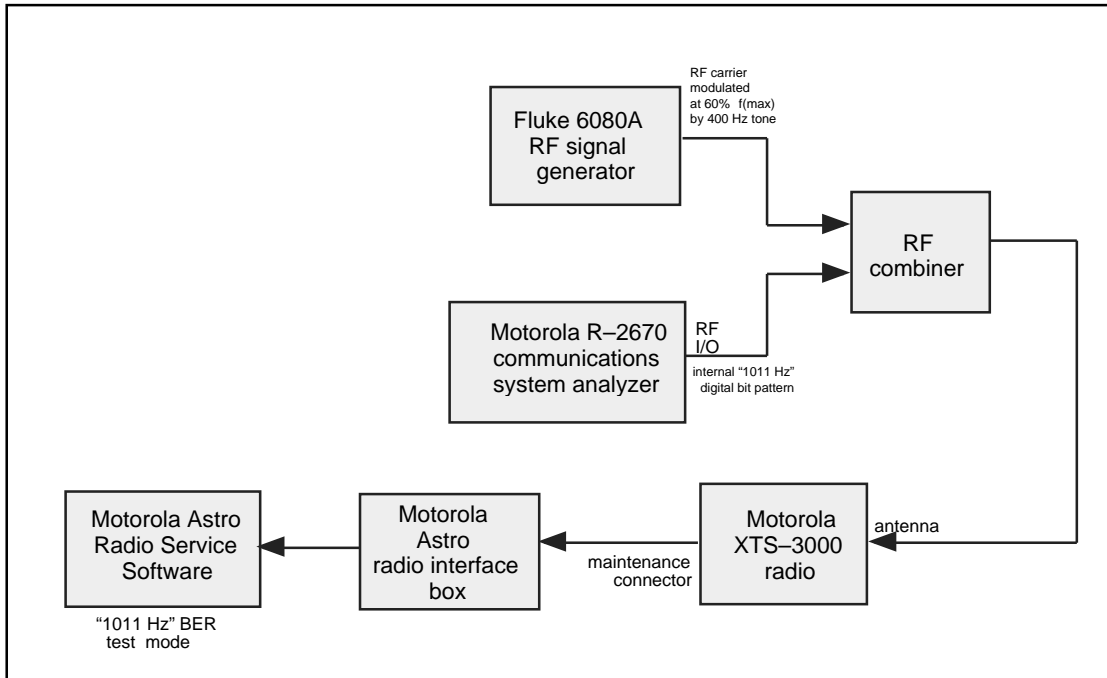 RF carrier
modulated
at 60% f(max)
by 400 Hz tone
Fluke 6080A
RF signal
generator
RF
combiner
Motorola R–2670
communications
system analyzer
RF
I/O
internal “1011 Hz”
digital bit pattern
Motorola Astro
Radio Service
Software
“1011 Hz” BER
test mode
Motorola
Astro
radio interface
box
maintenance
connector
Motorola
XTS–3000
radio
antenna